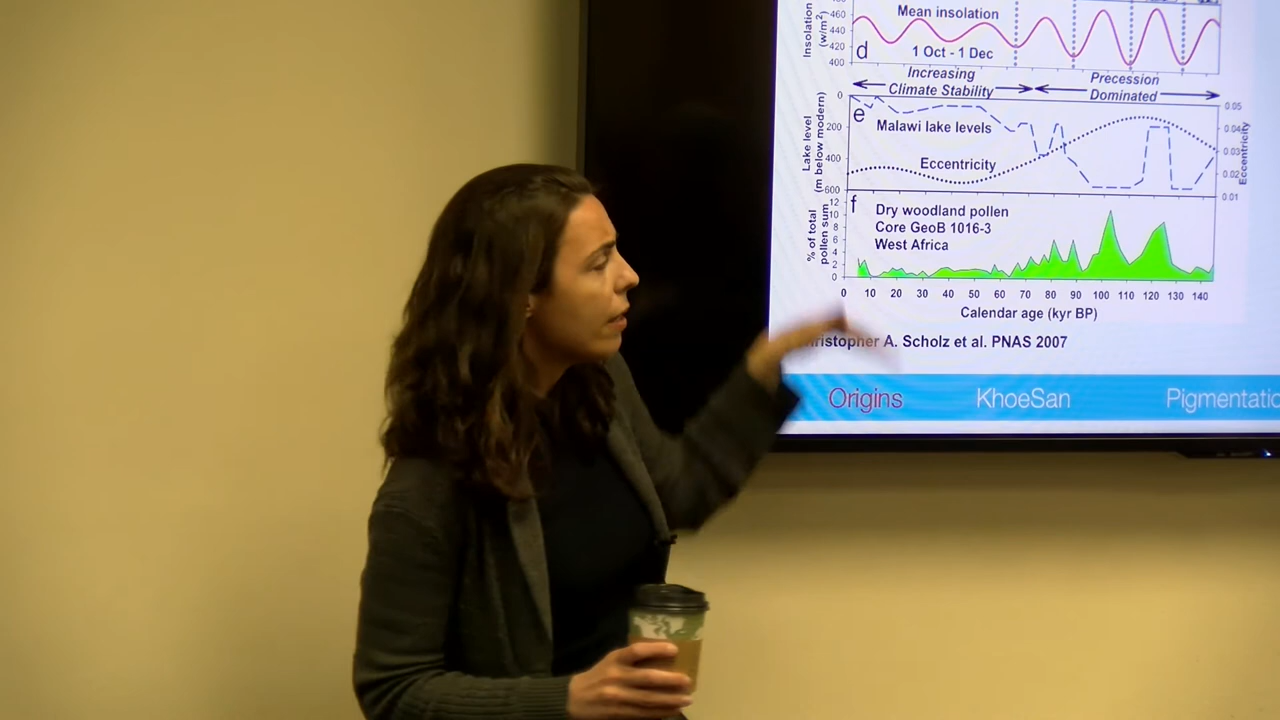 460
440
420
400
Insolation
(w/m²)
Mean insolation
d
1 Oct - 1 Dec
Increasing
Climate Stability
Precession
Dominated
0
200
400
600
Lake level
(m below modern)
e
Malawi lake levels
Eccentricity
0.05
0.04
0.03
0.02
0.01
Eccentricity
12
10
8
6
4
2
0
% of total
pollen sum
f
Dry woodland pollen
Core GeoB 1016-3
West Africa
0 10 20 30 40 50 60 70 80 90 100 110 120 130 140
Calendar age (kyr BP)
ristopher A. Scholz et al. PNAS 2007
Origins KhoeSan Pigmentatio